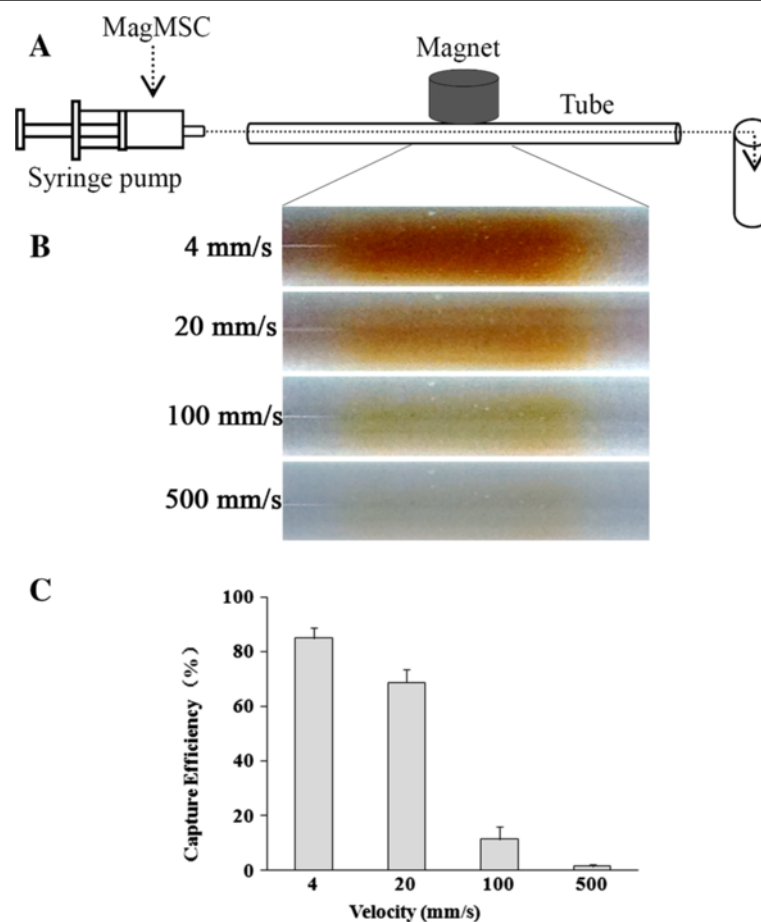 A
MagMSC
Magnet
Tube
Syringe pump
B
4 mm/s
20 mm/s
100 mm/s
500 mm/s
C
100
80
60
40
20
0
Capture Efficiency (%)
4 20 100 500
Velocity (mm/s)